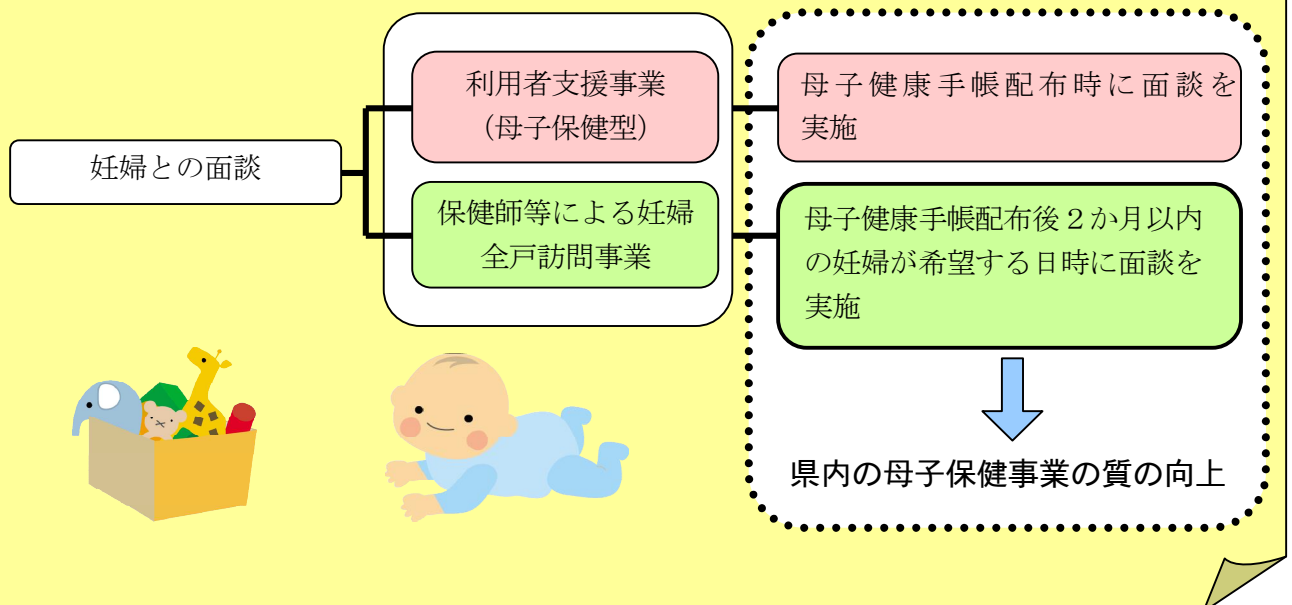 妊婦との面談
利用者支援事業
(母子保健型)
保健師等による妊婦
全戸訪問事業
母子健康手帳配布時に面談を
実施
母子健康手帳配布後２か月以内
の妊婦が希望する日時に面談を
実施
県内の母子保健事業の質の向上